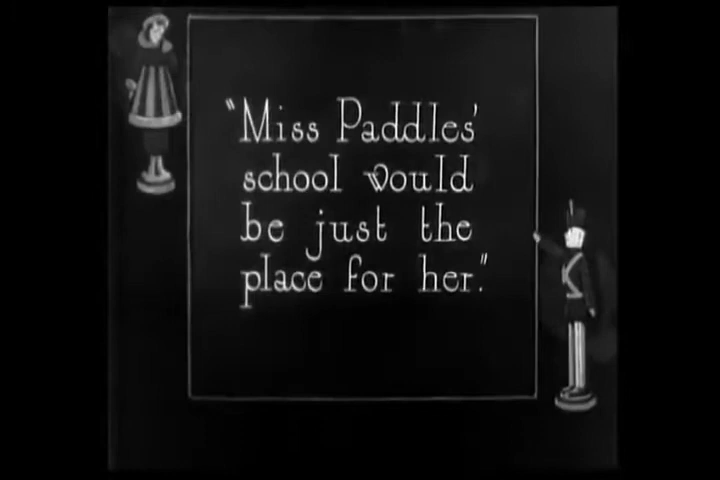 "Miss Paddles'
school would
be just the
place for her."